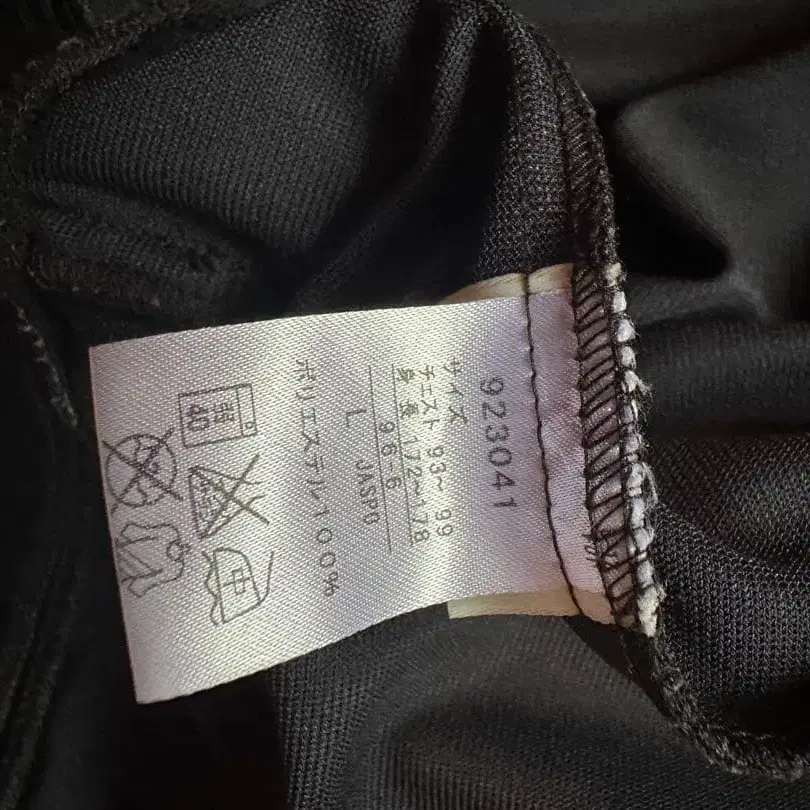 923041
サイズ
チェスト 93~99
身長 172~178
96-6
L JASPO
ポリエステル100%
弱
40
中